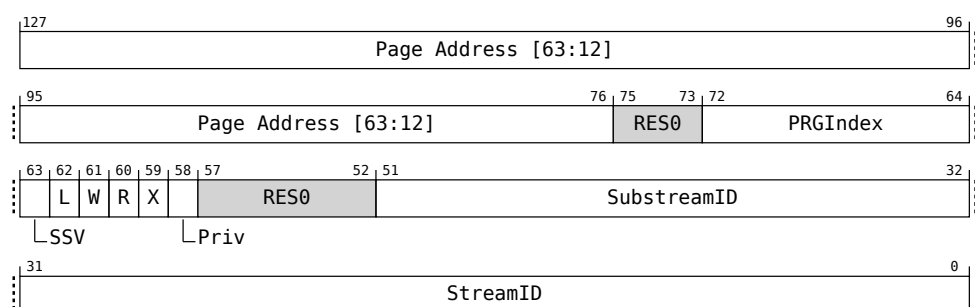 127 96
Page Address [63:12]
95 76 75 73 72 64
Page Address [63:12] RES0 PRGIndex
63 62 61 60 59 58 57 52 51 32
L W R X RES0 SubstreamID
SSV Priv
31 0
StreamID